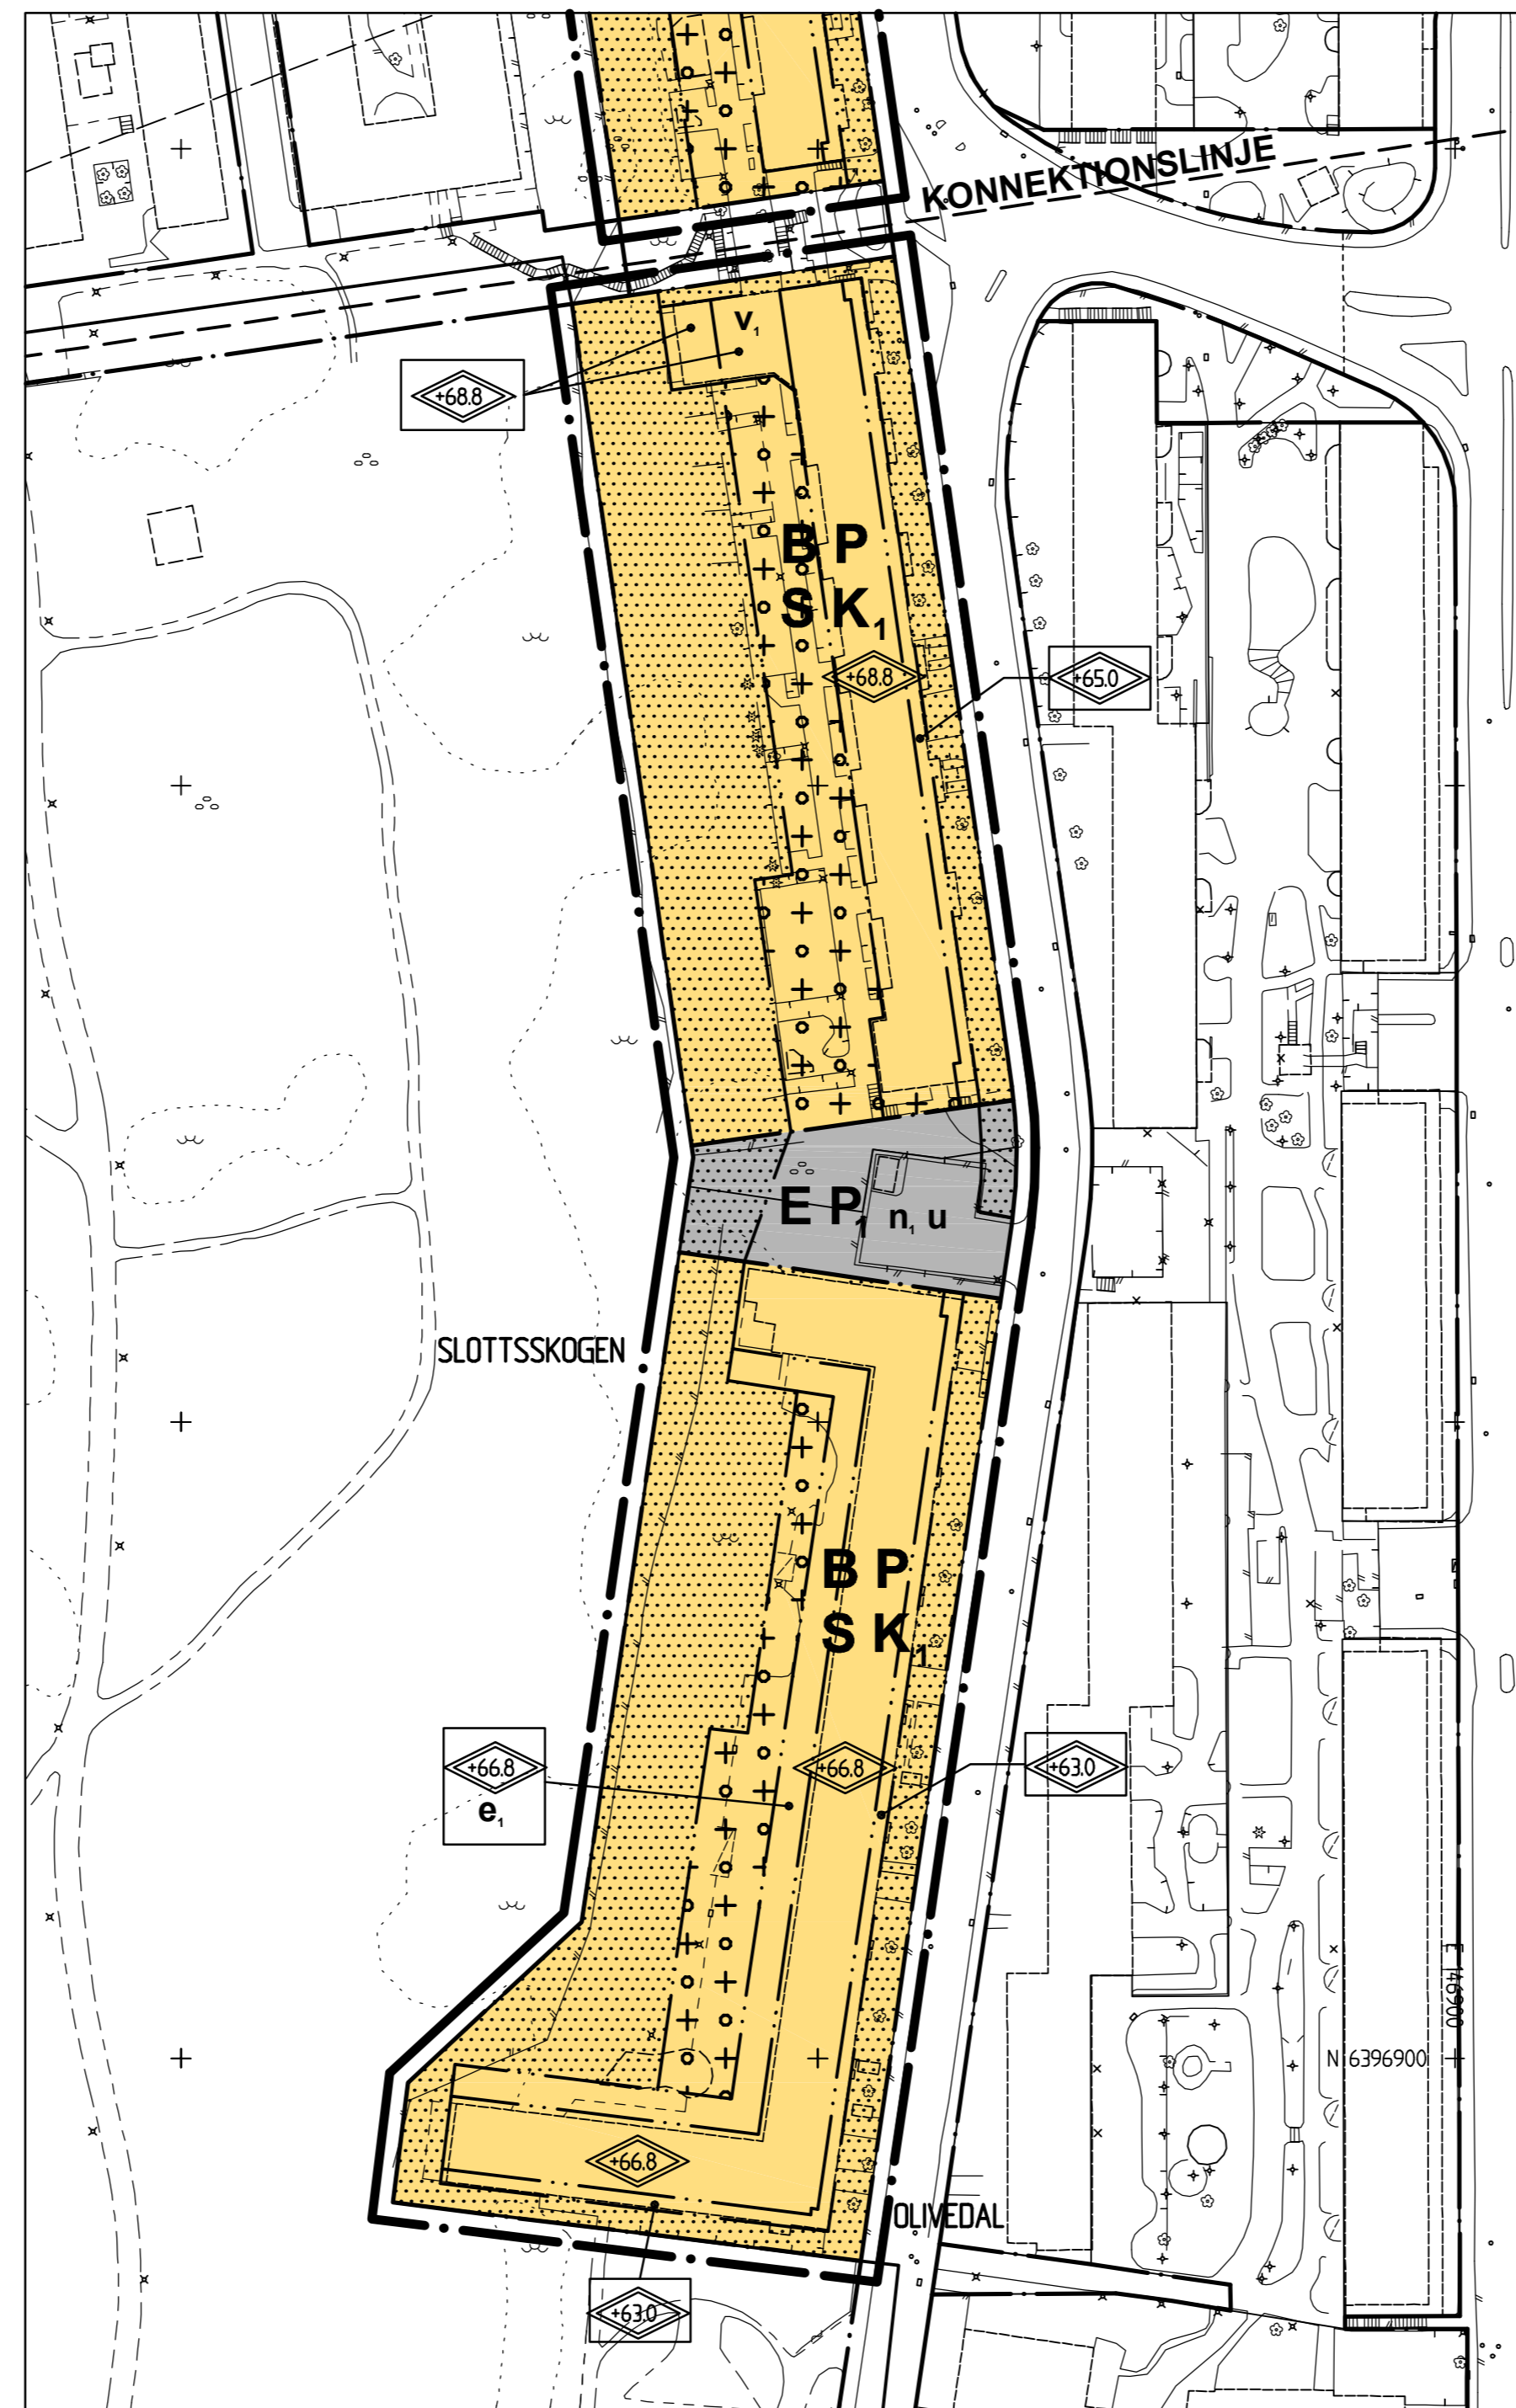 KONNEKTIONSLINJE
v₁
+68.8
B P
S K₁
+68.8
+65.0
E P₁ n₁ u
SLOTTSSKOGEN
B P
S K₁
+66.8
e₁
+66.8
+63.0
E 146900
N 6396900
+66.8
OLIVEDAL
+63.0